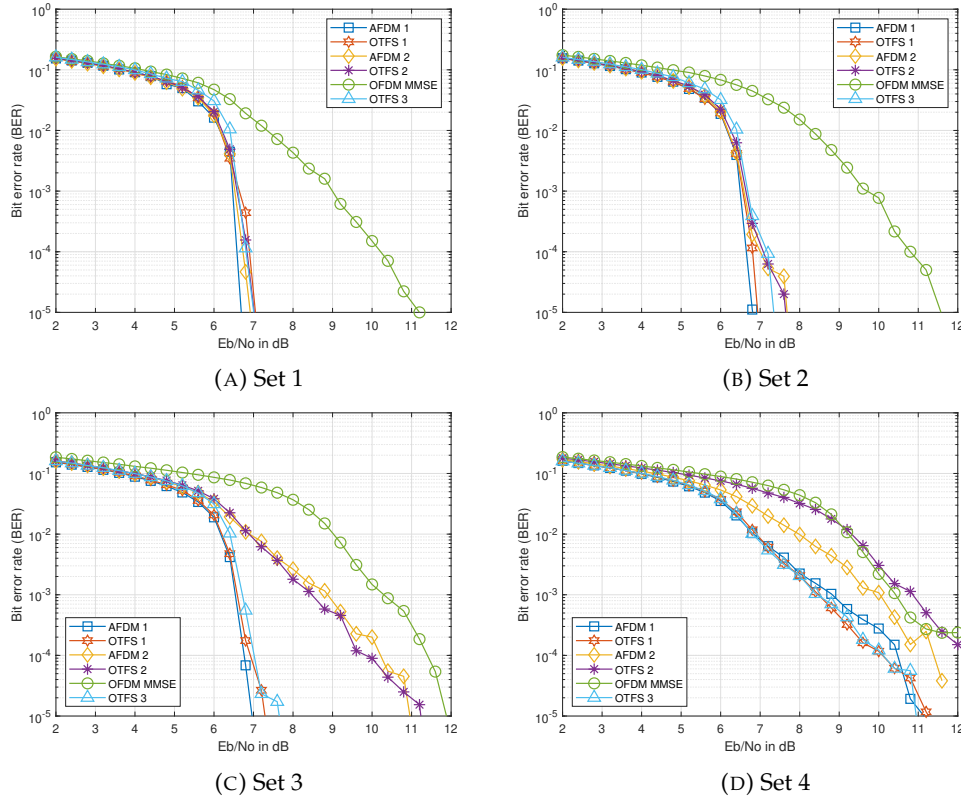 10⁰
10⁻¹
10⁻²
10⁻³
10⁻⁴
10⁻⁵
Bit error rate (BER)
2 3 4 5 6 7 8 9 10 11 12
Eb/No in dB
AFDM 1
OTFS 1
AFDM 2
OTFS 2
OFDM MMSE
OTFS 3
(A) Set 1
10⁰
10⁻¹
10⁻²
10⁻³
10⁻⁴
10⁻⁵
Bit error rate (BER)
2 3 4 5 6 7 8 9 10 11 12
Eb/No in dB
AFDM 1
OTFS 1
AFDM 2
OTFS 2
OFDM MMSE
OTFS 3
(B) Set 2
10⁰
10⁻¹
10⁻²
10⁻³
10⁻⁴
10⁻⁵
Bit error rate (BER)
AFDM 1
OTFS 1
AFDM 2
OTFS 2
OFDM MMSE
OTFS 3
2 3 4 5 6 7 8 9 10 11 12
Eb/No in dB
(C) Set 3
10⁰
10⁻¹
10⁻²
10⁻³
10⁻⁴
10⁻⁵
Bit error rate (BER)
AFDM 1
OTFS 1
AFDM 2
OTFS 2
OFDM MMSE
OTFS 3
2 3 4 5 6 7 8 9 10 11 12
Eb/No in dB
(D) Set 4